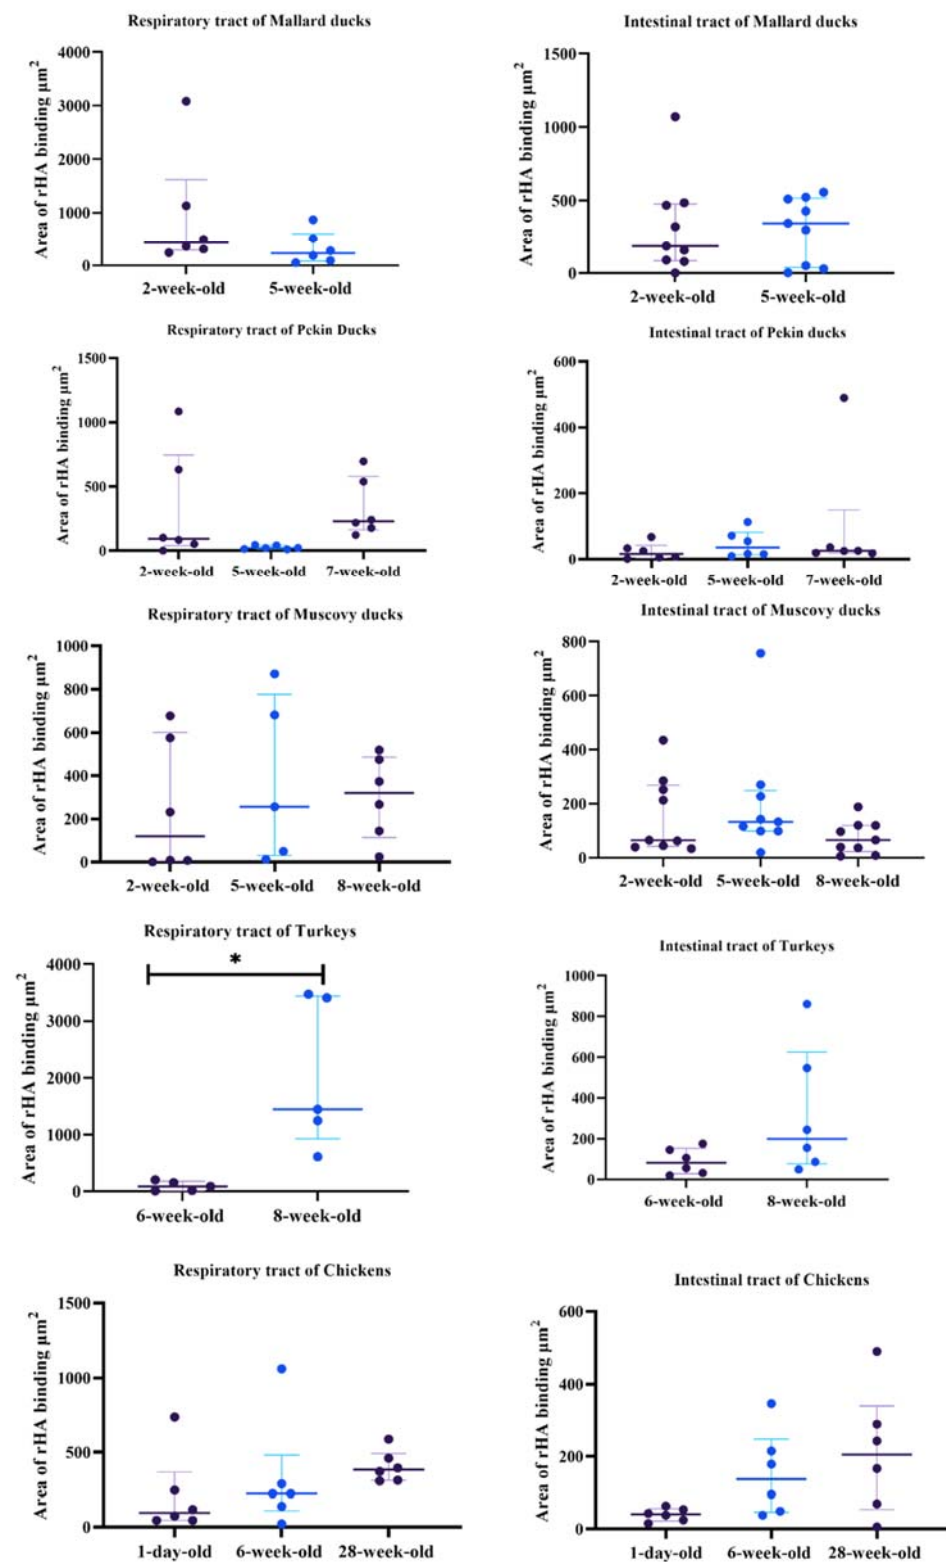 Respiratory tract of Mallard ducks
Area of rHA binding µm²
4000
3000
2000
1000
0
2-week-old 5-week-old
Intestinal tract of Mallard ducks
Area of rHA binding µm²
1500
1000
500
0
2-week-old 5-week-old
Respiratory tract of Pekin Ducks
Area of rHA binding µm²
1500
1000
500
0
2-week-old 5-week-old 7-week-old
Intestinal tract of Pekin ducks
Area of rHA binding µm²
600
400
200
0
2-week-old 5-week-old 7-week-old
Respiratory tract of Muscovy ducks
Area of rHA binding µm²
1000
800
600
400
200
0
2-week-old 5-week-old 8-week-old
Intestinal tract of Muscovy ducks
Area of rHA binding µm²
800
600
400
200
0
2-week-old 5-week-old 8-week-old
Respiratory tract of Turkeys
Area of rHA binding µm²
4000
3000
2000
1000
0
*
6-week-old 8-week-old
Intestinal tract of Turkeys
Area of rHA binding µm²
1000
800
600
400
200
0
6-week-old 8-week-old
Respiratory tract of Chickens
Area of rHA binding µm²
1500
1000
500
0
1-day-old 6-week-old 28-week-old
Intestinal tract of Chickens
Area of rHA binding µm²
600
400
200
0
1-day-old 6-week-old 28-week-old